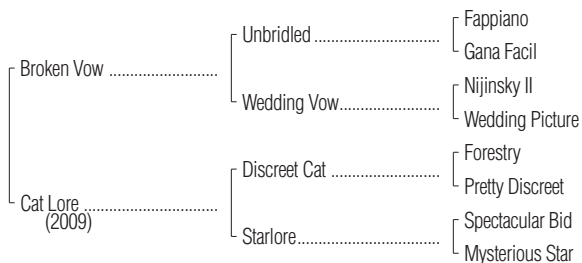 Fappiano
Unbridled ..............................
Gana Facil
Broken Vow ..........................
Nijinsky II
Wedding Vow........................
Wedding Picture
Forestry
Discreet Cat ..........................
Pretty Discreet
Cat Lore ................................
(2009)
Spectacular Bid
Starlore..................................
Mysterious Star